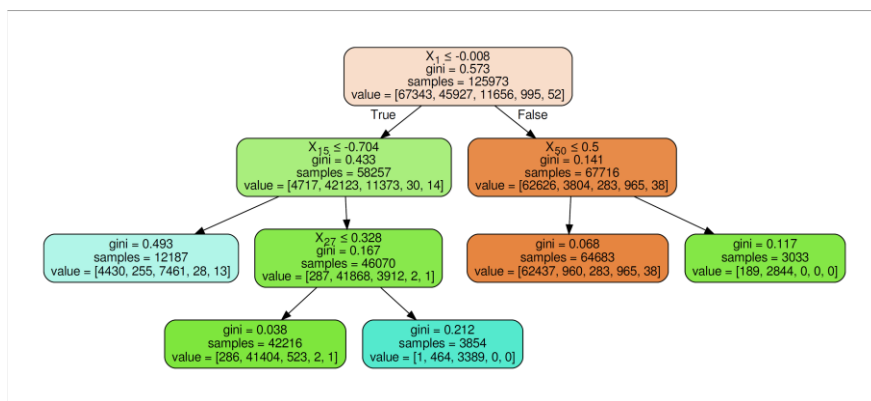 X1 ≤ -0.008
gini = 0.573
samples = 125973
value = [67343, 45927, 11656, 995, 52]
True
False
X15 ≤ -0.704
gini = 0.433
samples = 58257
value = [4717, 42123, 11373, 30, 14]
X50 ≤ 0.5
gini = 0.141
samples = 67716
value = [62626, 3804, 283, 965, 38]
gini = 0.493
samples = 12187
value = [4430, 255, 7461, 28, 13]
X27 ≤ 0.328
gini = 0.167
samples = 46070
value = [287, 41868, 3912, 2, 1]
gini = 0.068
samples = 64683
value = [62437, 960, 283, 965, 38]
gini = 0.117
samples = 3033
value = [189, 2844, 0, 0, 0]
gini = 0.038
samples = 42216
value = [286, 41404, 523, 2, 1]
gini = 0.212
samples = 3854
value = [1, 464, 3389, 0, 0]